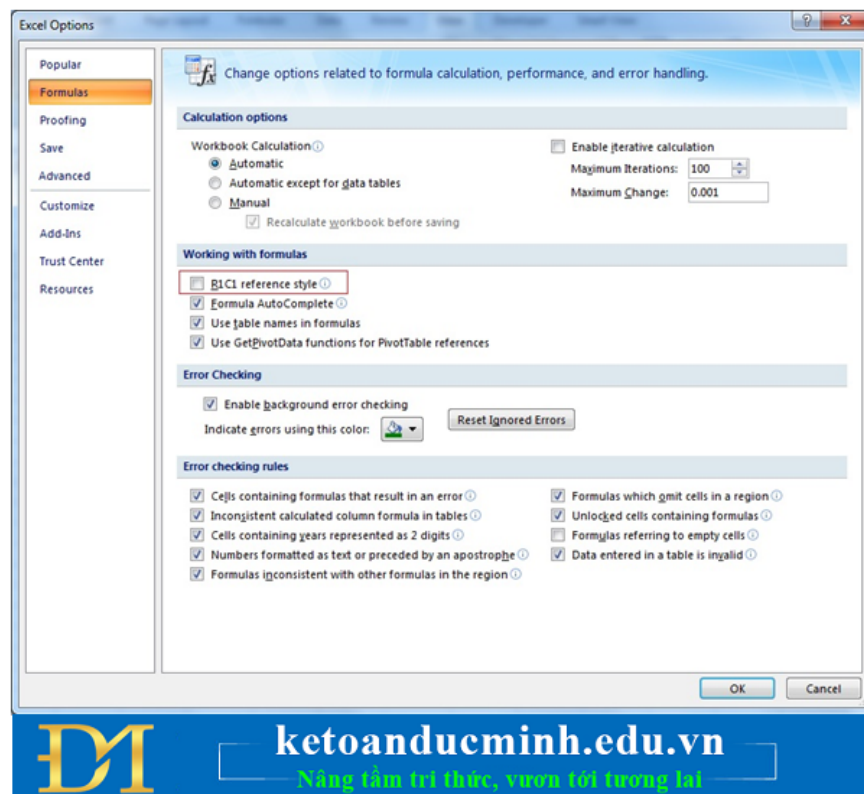 Excel Options
Popular
Formulas
Proofing
Save
Advanced
Customize
Add-Ins
Trust Center
Resources
Change options related to formula calculation, performance, and error handling.
Calculation options
Workbook Calculation
Automatic
Automatic except for data tables
Manual
Recalculate workbook before saving
Enable iterative calculation
Maximum Iterations: 100
Maximum Change: 0.001
Working with formulas
R1C1 reference style
Formula AutoComplete
Use table names in formulas
Use GetPivotData functions for PivotTable references
Error Checking
Enable background error checking
Indicate errors using this color:
Reset Ignored Errors
Error checking rules
Cells containing formulas that result in an error
Inconsistent calculated column formula in tables
Cells containing years represented as 2 digits
Numbers formatted as text or preceded by an apostrophe
Formulas inconsistent with other formulas in the region
Formulas which omit cells in a region
Unlocked cells containing formulas
Formulas referring to empty cells
Data entered in a table is invalid
OK
Cancel
ĐM
ketoanducminh.edu.vn
Nâng tầm tri thức, vươn tới tương lai